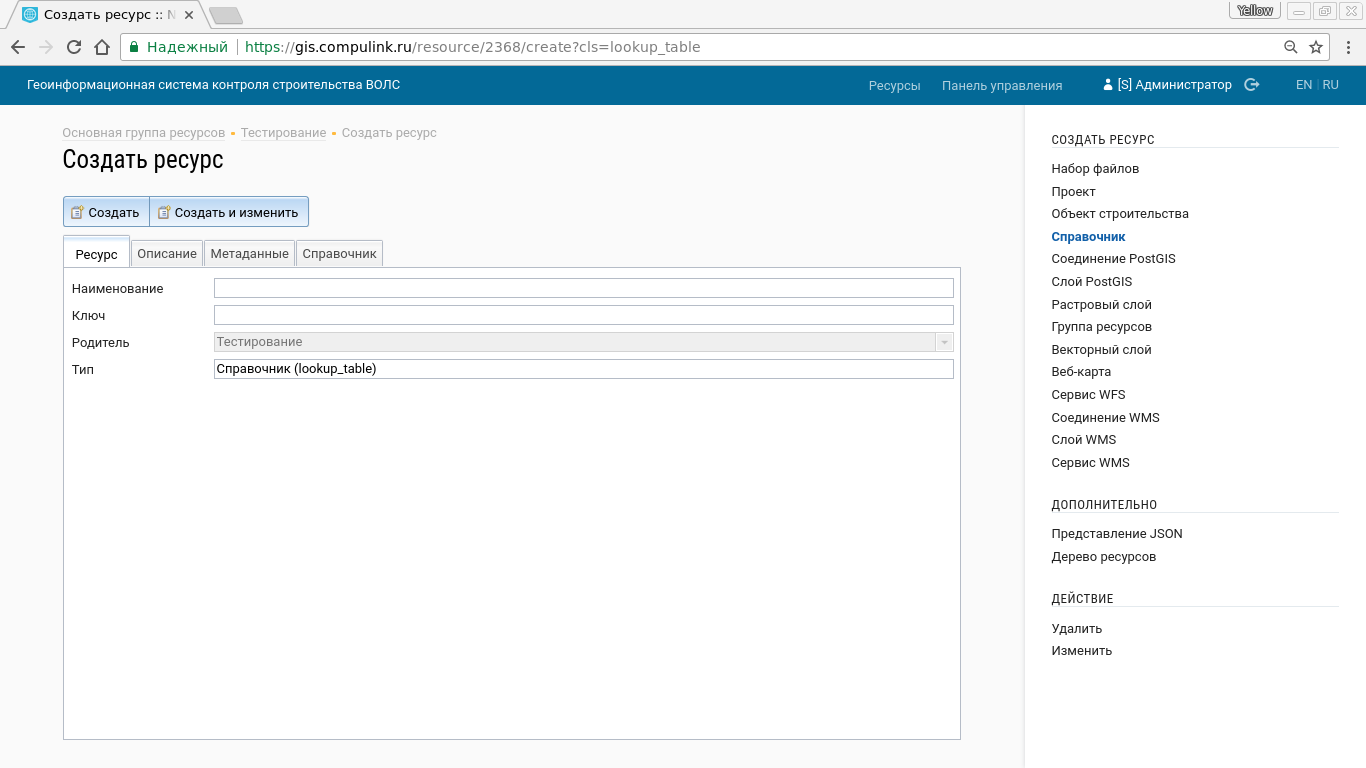 Создать ресурс :: N
Yellow
Надежный https://gis.compulink.ru/resource/2368/create?cls=lookup_table
Геоинформационная система контроля строительства ВОЛС
Ресурсы
Панель управления
[S] Администратор
EN RU
Основная группа ресурсов Тестирование Создать ресурс
Создать ресурс
Создать
Создать и изменить
Ресурс
Описание
Метаданные
Справочник
Наименование
Ключ
Родитель Тестирование
Тип Справочник (lookup_table)
СОЗДАТЬ РЕСУРС
Набор файлов
Проект
Объект строительства
Справочник
Соединение PostGIS
Слой PostGIS
Растровый слой
Группа ресурсов
Векторный слой
Веб-карта
Сервис WFS
Соединение WMS
Слой WMS
Сервис WMS
ДОПОЛНИТЕЛЬНО
Представление JSON
Дерево ресурсов
ДЕЙСТВИЕ
Удалить
Изменить